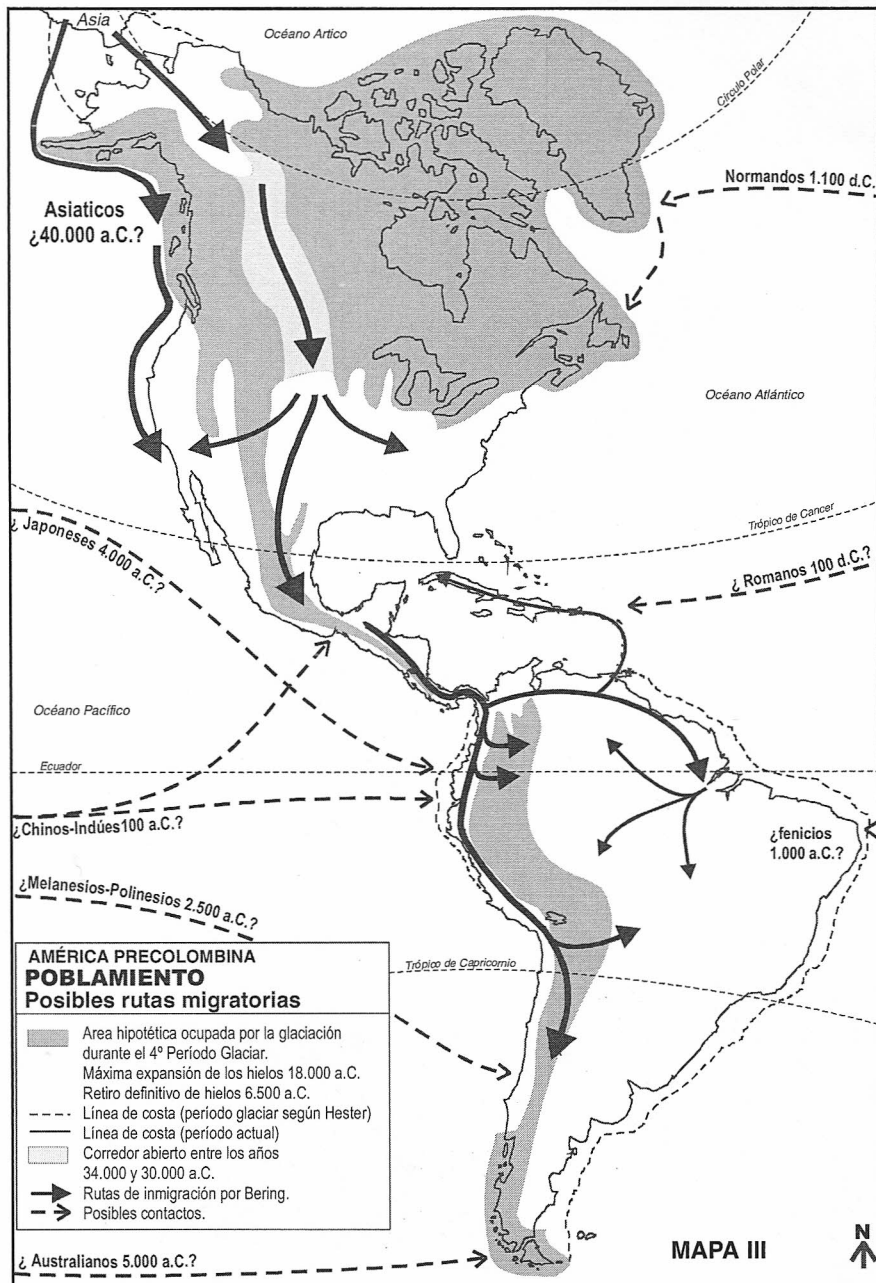 Asia
Océano Artico
Círculo Polar
Normandos 1.100 d.C.
Asiaticos
¿40.000 a.C.?
Océano Atlántico
Trópico de Cancer
¿ Japoneses 4.000 a.C.?
¿ Romanos 100 d.C.?
Océano Pacífico
Ecuador
¿Chinos-Indúes100 a.C.?
¿fenicios
1.000 a.C.?
¿Melanesios-Polinesios 2.500 a.C.?
Trópico de Capricornio
AMÉRICA PRECOLOMBINA
POBLAMIENTO
Posibles rutas migratorias
Area hipotética ocupada por la glaciación
durante el 4º Período Glaciar.
Máxima expansión de los hielos 18.000 a.C.
Retiro definitivo de hielos 6.500 a.C.
Línea de costa (período glaciar según Hester)
Línea de costa (período actual)
Corredor abierto entre los años
34.000 y 30.000 a.C.
Rutas de inmigración por Bering.
Posibles contactos.
¿ Australianos 5.000 a.C.?
MAPA III
N